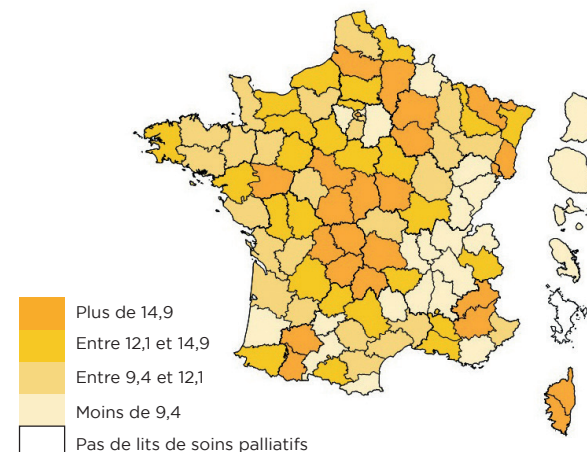 Plus de 14,9
Entre 12,1 et 14,9
Entre 9,4 et 12,1
Moins de 9,4
Pas de lits de soins palliatifs